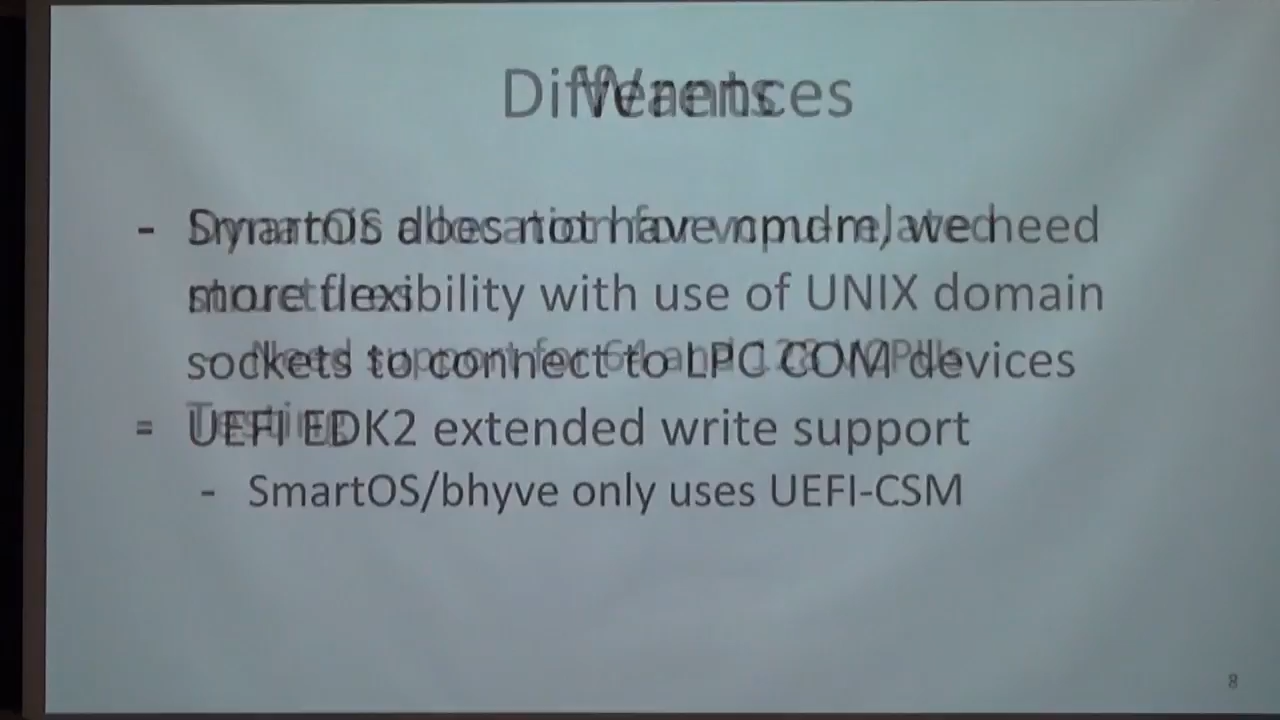 Differences
Wants
- SmartOS does not have nmdm, we need
more flexibility with use of UNIX domain
sockets to connect to LPC COM devices
- UEFI EDK2 extended write support
- SmartOS/bhyve only uses UEFI-CSM
Need support for 64 and 128
Testing
8